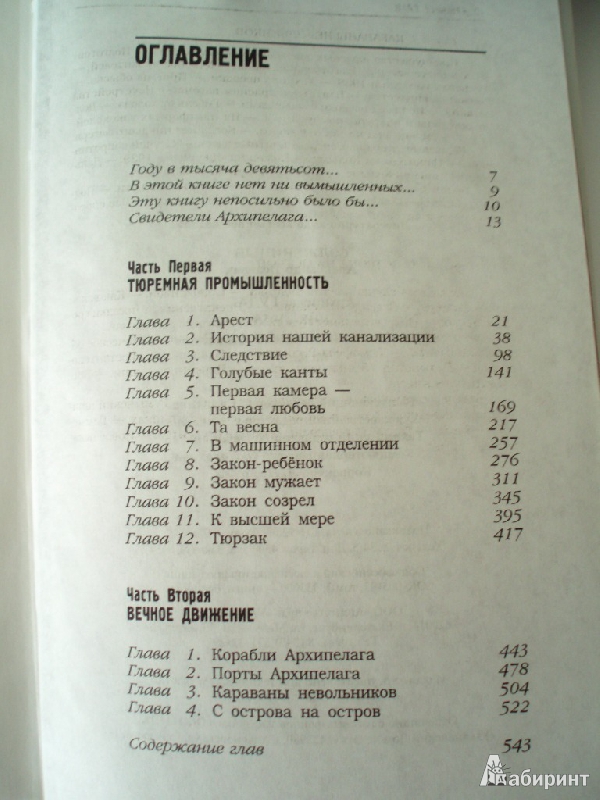 ОГЛАВЛЕНИЕ
Году в тысяча девятьсот... 7
В этой книге нет ни вымышленных... 9
Эту книгу непосильно было бы... 10
Свидетели Архипелага... 13
Часть Первая
ТЮРЕМНАЯ ПРОМЫШЛЕННОСТЬ
Глава 1. Арест 21
Глава 2. История нашей канализации 38
Глава 3. Следствие 98
Глава 4. Голубые канты 141
Глава 5. Первая камера —
первая любовь 169
Глава 6. Та весна 217
Глава 7. В машинном отделении 257
Глава 8. Закон-ребёнок 276
Глава 9. Закон мужает 311
Глава 10. Закон созрел 345
Глава 11. К высшей мере 395
Глава 12. Тюрзак 417
Часть Вторая
ВЕЧНОЕ ДВИЖЕНИЕ
Глава 1. Корабли Архипелага 443
Глава 2. Порты Архипелага 478
Глава 3. Караваны невольников 504
Глава 4. С острова на остров 522
Содержание глав 543
Лабиринт